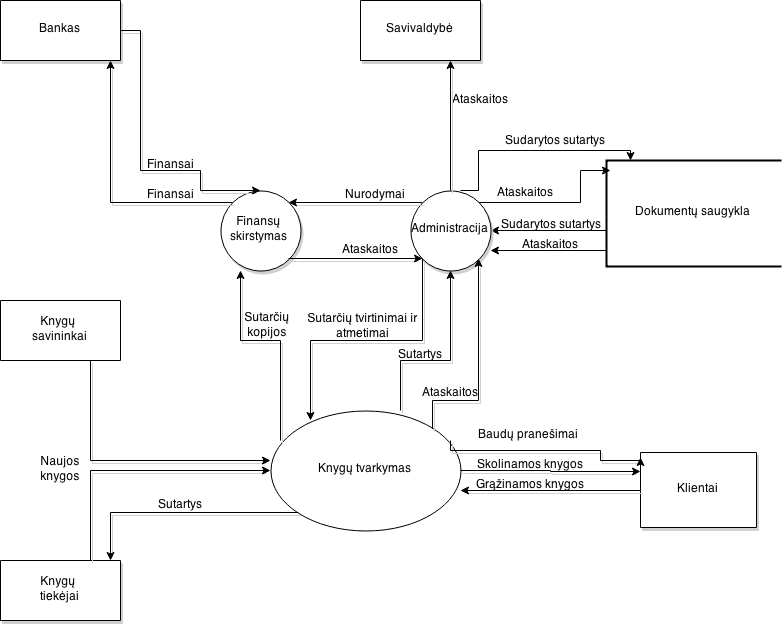 Bankas
Savivaldybė
Ataskaitos
Sudarytos sutartys
Finansai
Finansai
Nurodymai
Ataskaitos
Dokumentų saugykla
Finansų
skirstymas
Administracija
Sudarytos sutartys
Ataskaitos
Ataskaitos
Knygų
savininkai
Sutarčių
kopijos
Sutarčių tvirtinimai ir
atmetimai
Sutartys
Ataskaitos
Baudų pranešimai
Naujos
knygos
Knygų tvarkymas
Skolinamos knygos
Grąžinamos knygos
Klientai
Sutartys
Knygų
tiekėjai